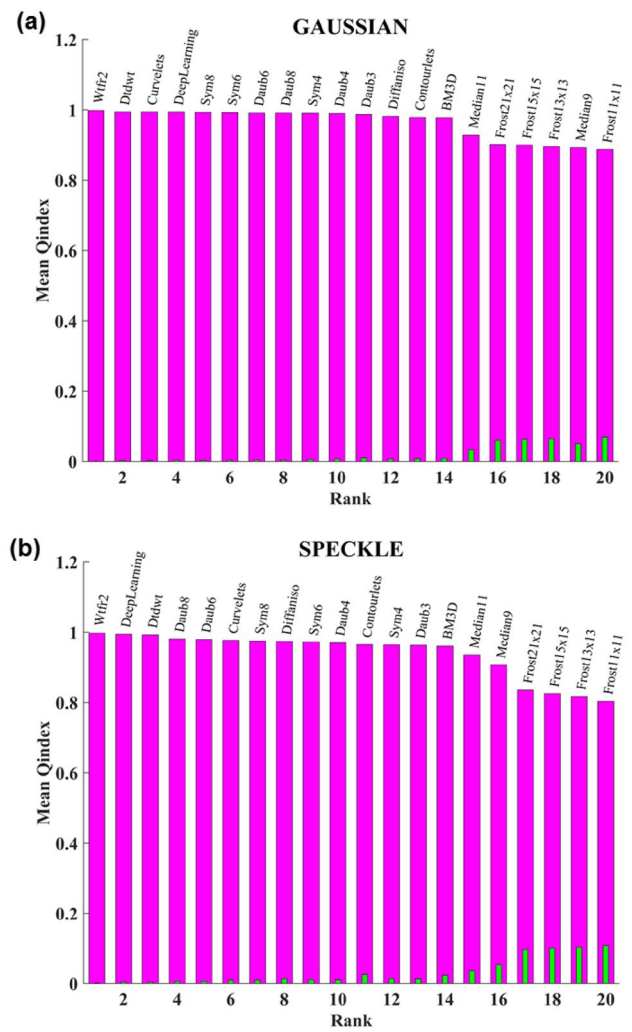 (a)
GAUSSIAN
1.2
1
0.8
0.6
0.4
0.2
0
Mean Qindex
Wtfr2
Dtdwt
Curvelets
DeepLearning
Sym8
Sym6
Daub6
Daub8
Sym4
Daub4
Daub3
Diffaniso
Contourlets
BM3D
Median11
Frost21x21
Frost15x15
Frost13x13
Median9
Frost11x11
2 4 6 8 10 12 14 16 18 20
Rank
(b)
SPECKLE
1.2
1
0.8
0.6
0.4
0.2
0
Mean Qindex
Wtfr2
DeepLearning
Dtdwt
Daub8
Daub6
Curvelets
Sym8
Diffaniso
Sym6
Daub4
Contourlets
Sym4
Daub3
BM3D
Median11
Median9
Frost21x21
Frost15x15
Frost13x13
Frost11x11
2 4 6 8 10 12 14 16 18 20
Rank